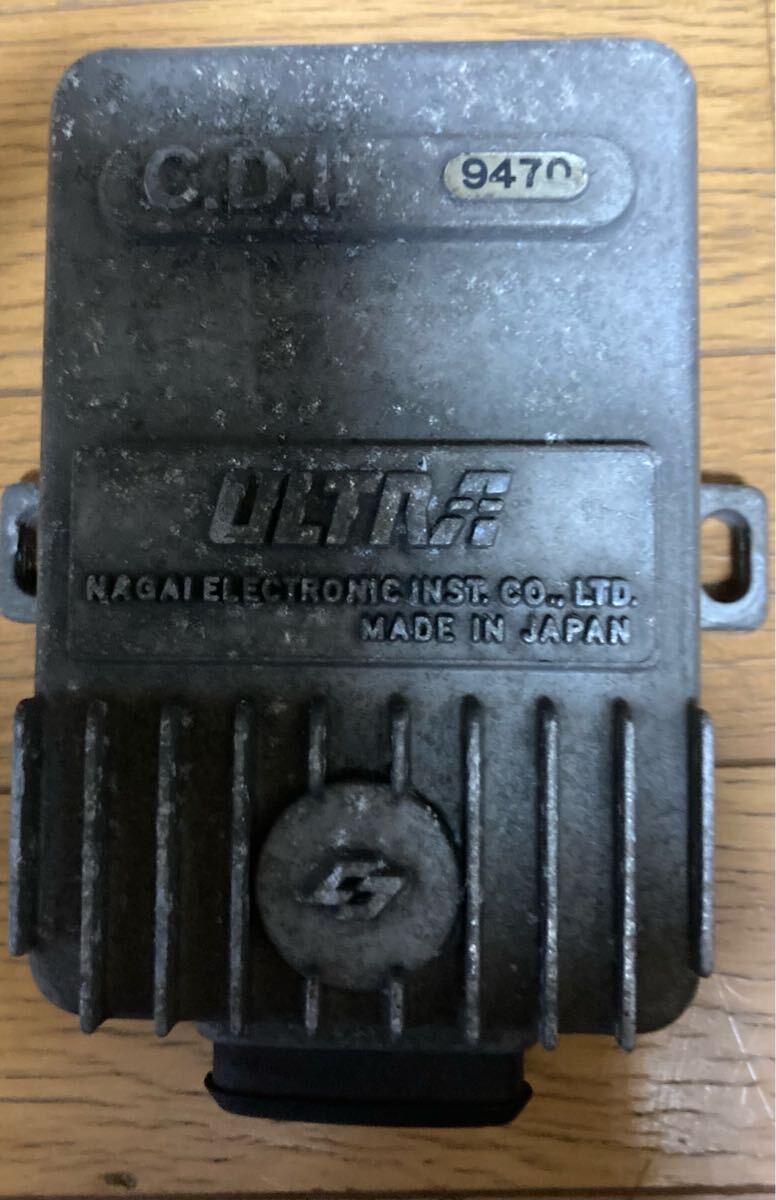 C.D.I. 9470
ULTRA
NAGAI ELECTRONIC INST. CO., LTD.
MADE IN JAPAN